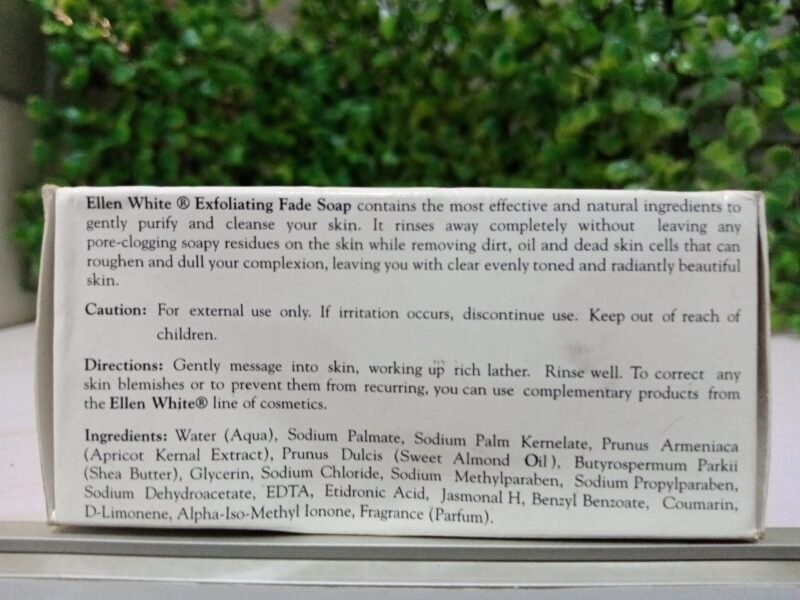 Ellen White ® Exfoliating Fade Soap contains the most effective and natural ingredients to
gently purify and cleanse your skin. It rinses away completely without leaving any
pore-clogging soapy residues on the skin while removing dirt, oil and dead skin cells that can
roughen and dull your complexion, leaving you with clear evenly toned and radiantly beautiful
skin.
Caution: For external use only. If irritation occurs, discontinue use. Keep out of reach of
children.
Directions: Gently message into skin, working up rich lather. Rinse well. To correct any
skin blemishes or to prevent them from recurring, you can use complementary products from
the Ellen White® line of cosmetics.
Ingredients: Water (Aqua), Sodium Palmate, Sodium Palm Kernelate, Prunus Armeniaca
(Apricot Kernal Extract), Prunus Dulcis (Sweet Almond Oil), Butyrospermum Parkii
(Shea Butter), Glycerin, Sodium Chloride, Sodium Methylparaben, Sodium Propylparaben,
Sodium Dehydroacetate, EDTA, Etidronic Acid, Jasmonal H, Benzyl Benzoate, Coumarin,
D-Limonene, Alpha-Iso-Methyl Ionone, Fragrance (Parfum).